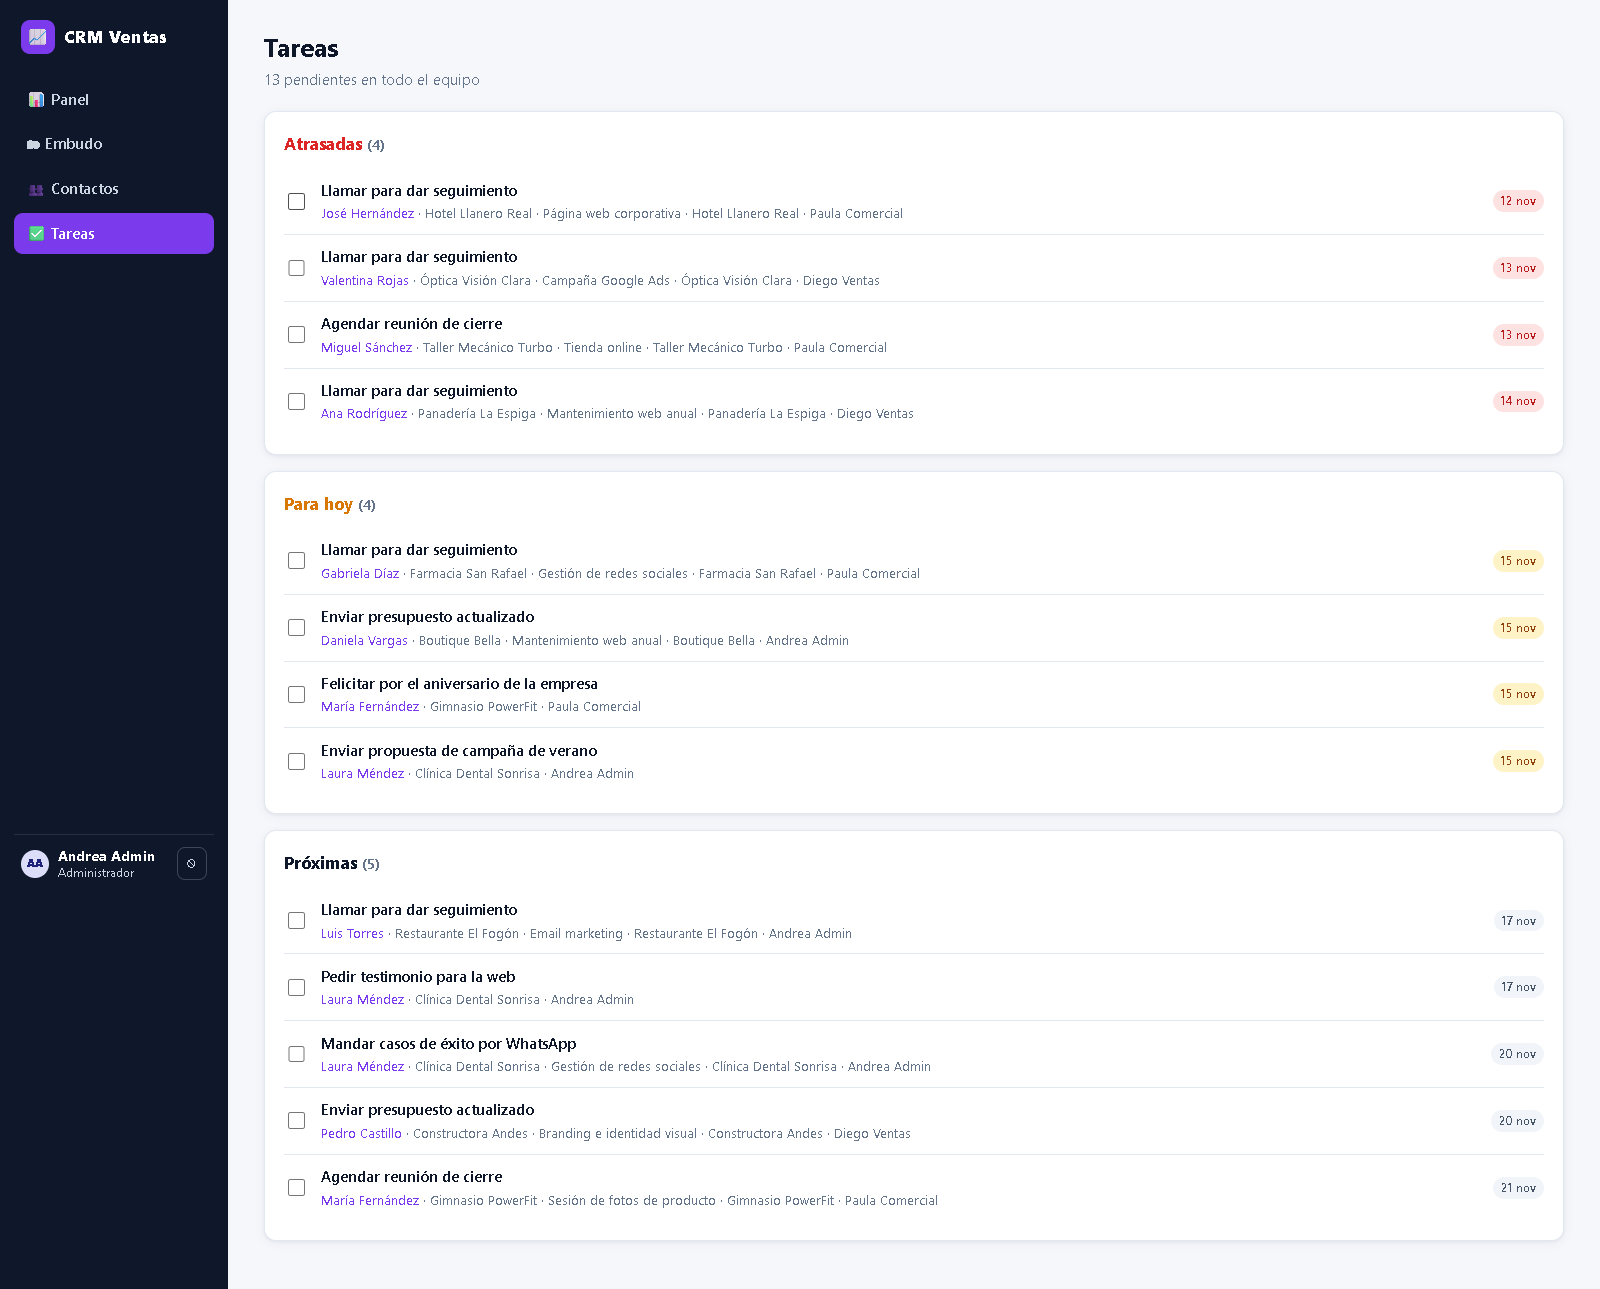 CRM Ventas
Panel
Embudo
Contactos
Tareas
AA
Andrea Admin
Administrador
Tareas
13 pendientes en todo el equipo
Atrasadas (4)
Llamar para dar seguimiento
José Hernández · Hotel Llanero Real · Página web corporativa · Hotel Llanero Real · Paula Comercial
12 nov
Llamar para dar seguimiento
Valentina Rojas · Óptica Visión Clara · Campaña Google Ads · Óptica Visión Clara · Diego Ventas
13 nov
Agendar reunión de cierre
Miguel Sánchez · Taller Mecánico Turbo · Tienda online · Taller Mecánico Turbo · Paula Comercial
13 nov
Llamar para dar seguimiento
Ana Rodríguez · Panadería La Espiga · Mantenimiento web anual · Panadería La Espiga · Diego Ventas
14 nov
Para hoy (4)
Llamar para dar seguimiento
Gabriela Díaz · Farmacia San Rafael · Gestión de redes sociales · Farmacia San Rafael · Paula Comercial
15 nov
Enviar presupuesto actualizado
Daniela Vargas · Boutique Bella · Mantenimiento web anual · Boutique Bella · Andrea Admin
15 nov
Felicitar por el aniversario de la empresa
María Fernández · Gimnasio PowerFit · Paula Comercial
15 nov
Enviar propuesta de campaña de verano
Laura Méndez · Clínica Dental Sonrisa · Andrea Admin
15 nov
Próximas (5)
Llamar para dar seguimiento
Luis Torres · Restaurante El Fogón · Email marketing · Restaurante El Fogón · Andrea Admin
17 nov
Pedir testimonio para la web
Laura Méndez · Clínica Dental Sonrisa · Andrea Admin
17 nov
Mandar casos de éxito por WhatsApp
Laura Méndez · Clínica Dental Sonrisa · Gestión de redes sociales · Clínica Dental Sonrisa · Andrea Admin
20 nov
Enviar presupuesto actualizado
Pedro Castillo · Constructora Andes · Branding e identidad visual · Constructora Andes · Diego Ventas
20 nov
Agendar reunión de cierre
María Fernández · Gimnasio PowerFit · Sesión de fotos de producto · Gimnasio PowerFit · Paula Comercial
21 nov